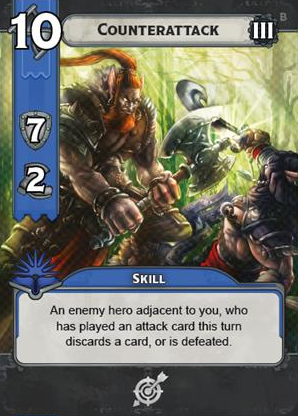 10
COUNTERATTACK
III
B
7
2
SKILL
An enemy hero adjacent to you, who
has played an attack card this turn
discards a card, or is defeated.